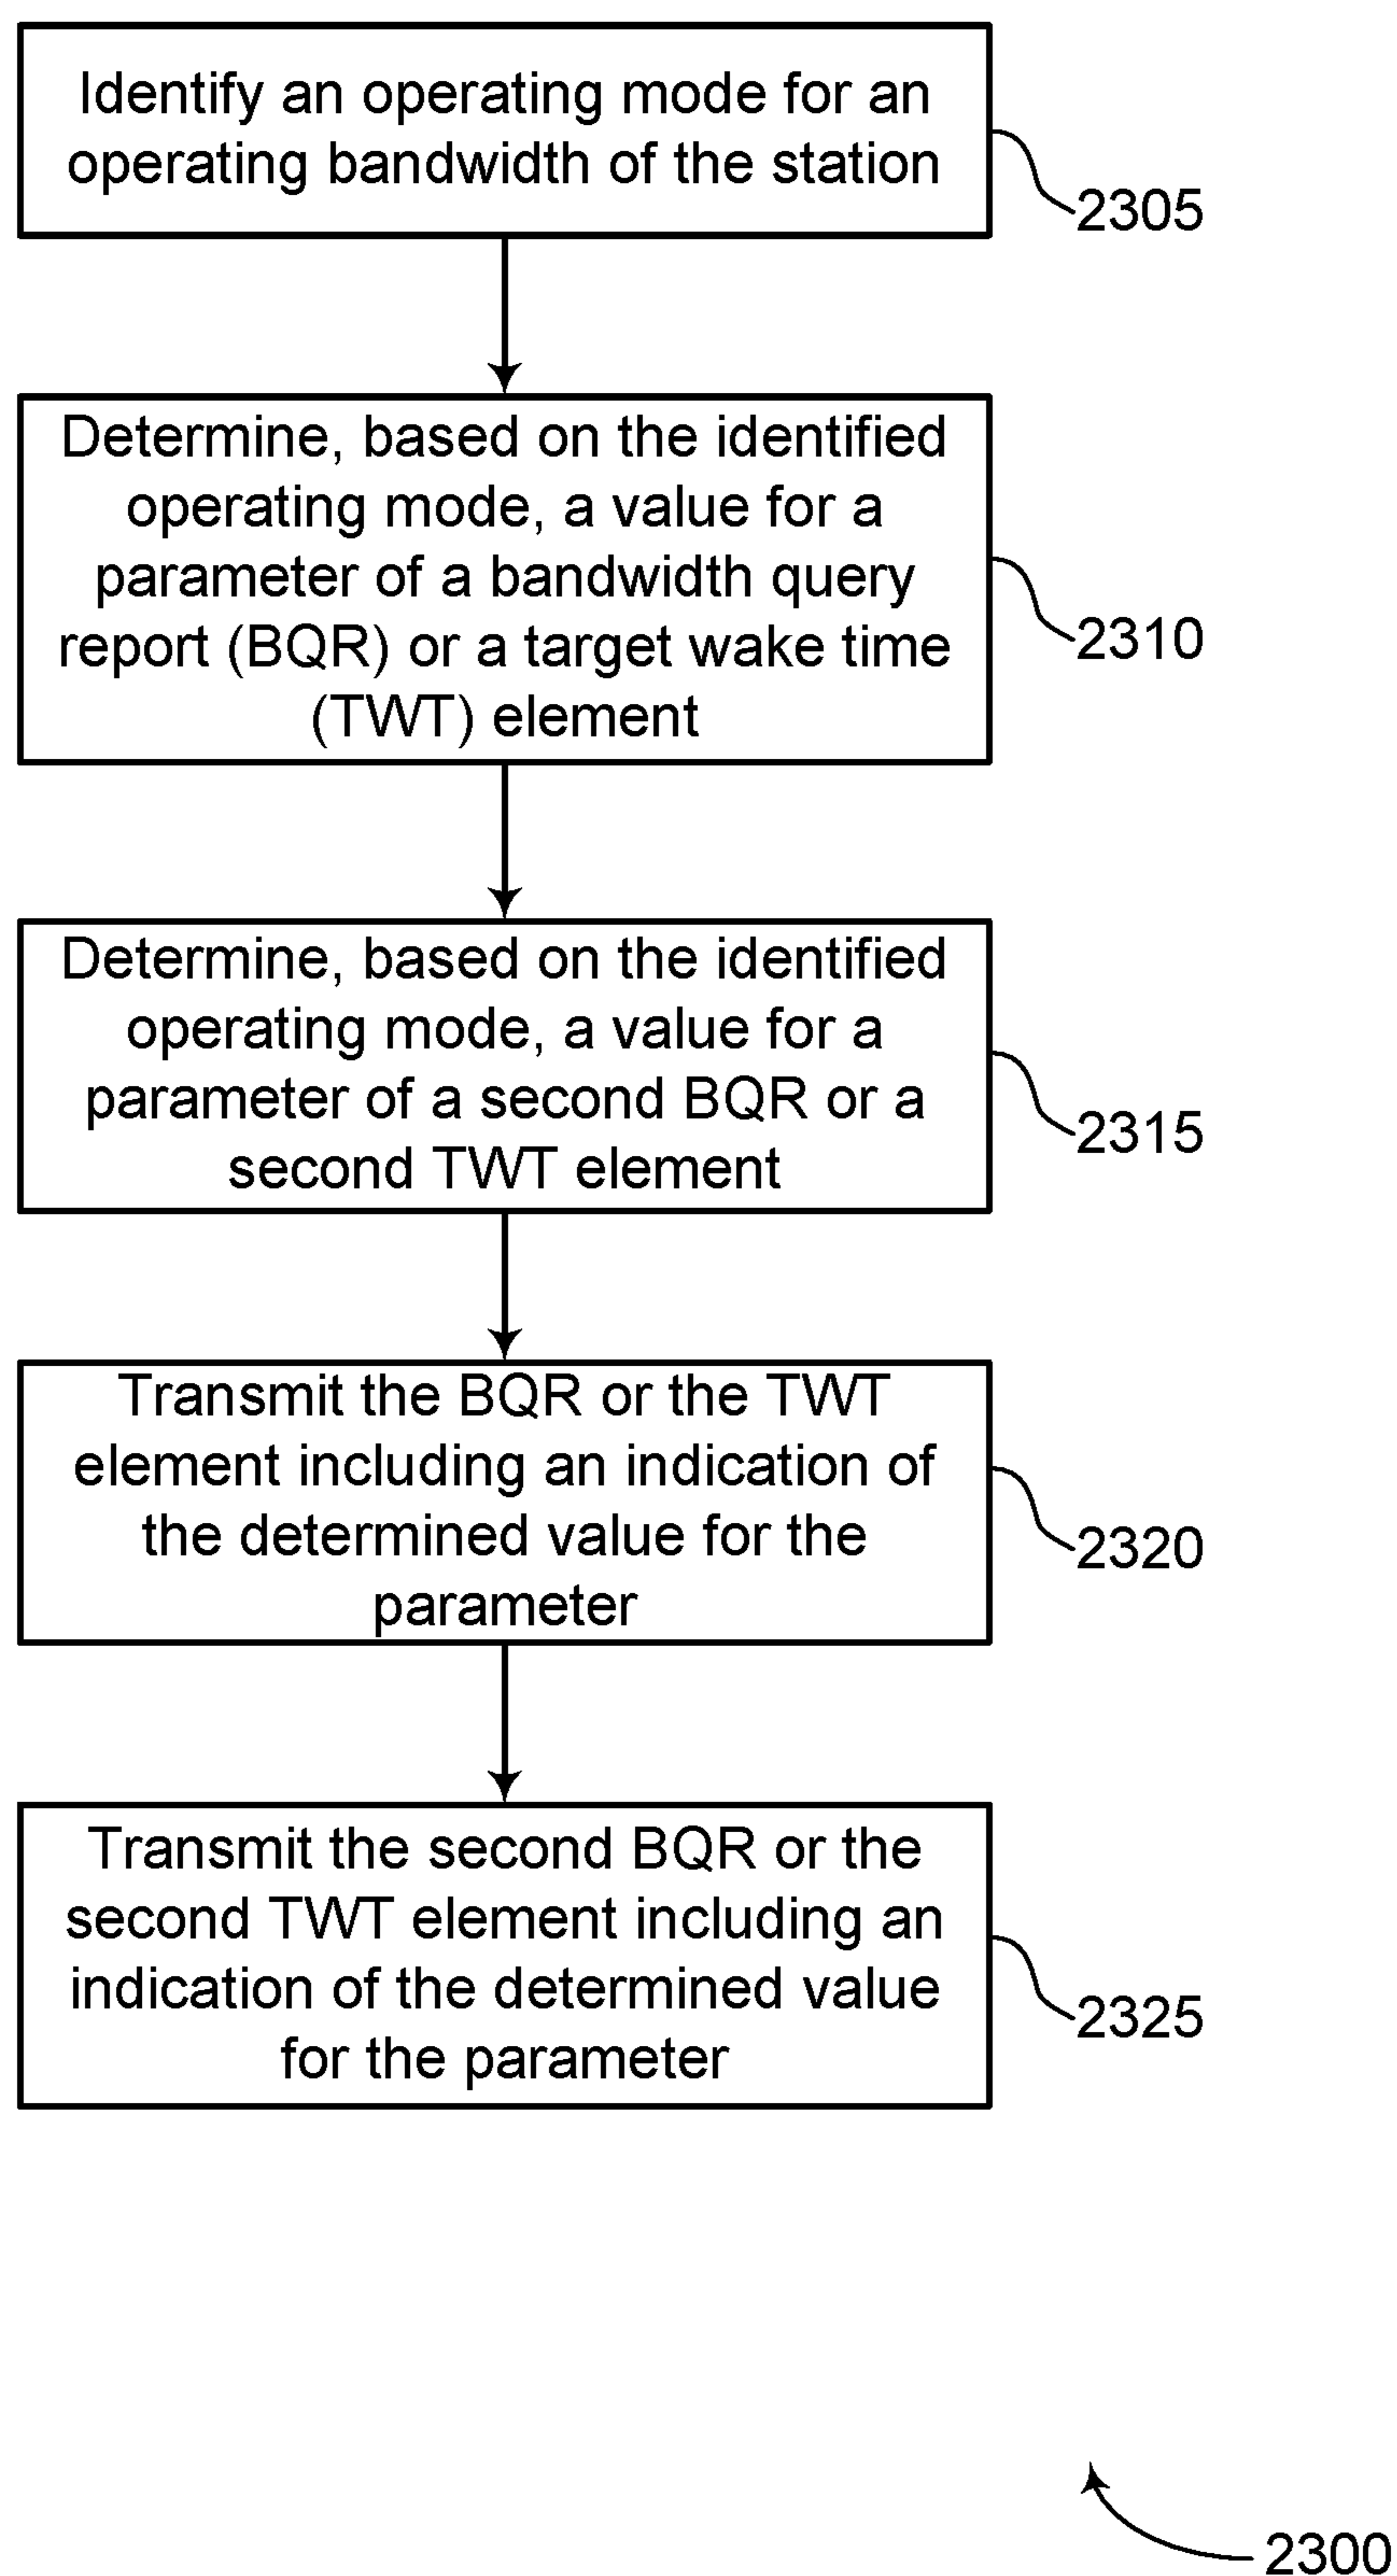 Identify an operating mode for an
operating bandwidth of the station
2305
Determine, based on the identified
operating mode, a value for a
parameter of a bandwidth query
report (BQR) or a target wake time
(TWT) element
2310
Determine, based on the identified
operating mode, a value for a
parameter of a second BQR or a
second TWT element
2315
Transmit the BQR or the TWT
element including an indication of
the determined value for the
parameter
2320
Transmit the second BQR or the
second TWT element including an
indication of the determined value
for the parameter
2325
2300